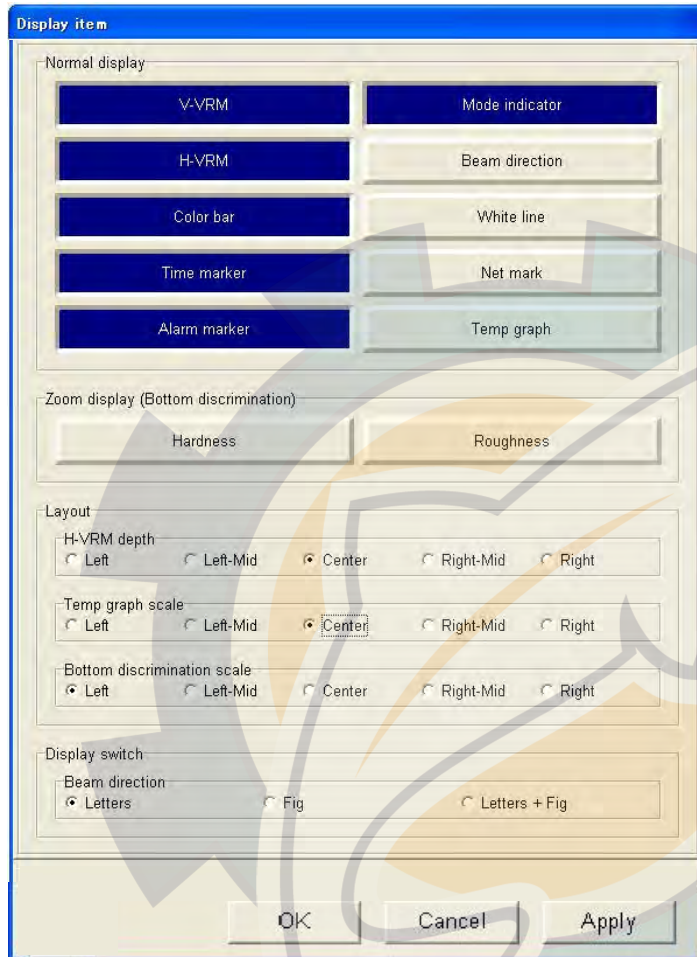 Display item
Normal display
V-VRM Mode indicator
H-VRM Beam direction
Color bar White line
Time marker Net mark
Alarm marker Temp graph
Zoom display (Bottom discrimination)
Hardness Roughness
Layout
H-VRM depth
Left Left-Mid Center Right-Mid Right
Temp graph scale
Left Left-Mid Center Right-Mid Right
Bottom discrimination scale
Left Left-Mid Center Right-Mid Right
Display switch
Beam direction
Letters Fig Letters + Fig
OK Cancel Apply